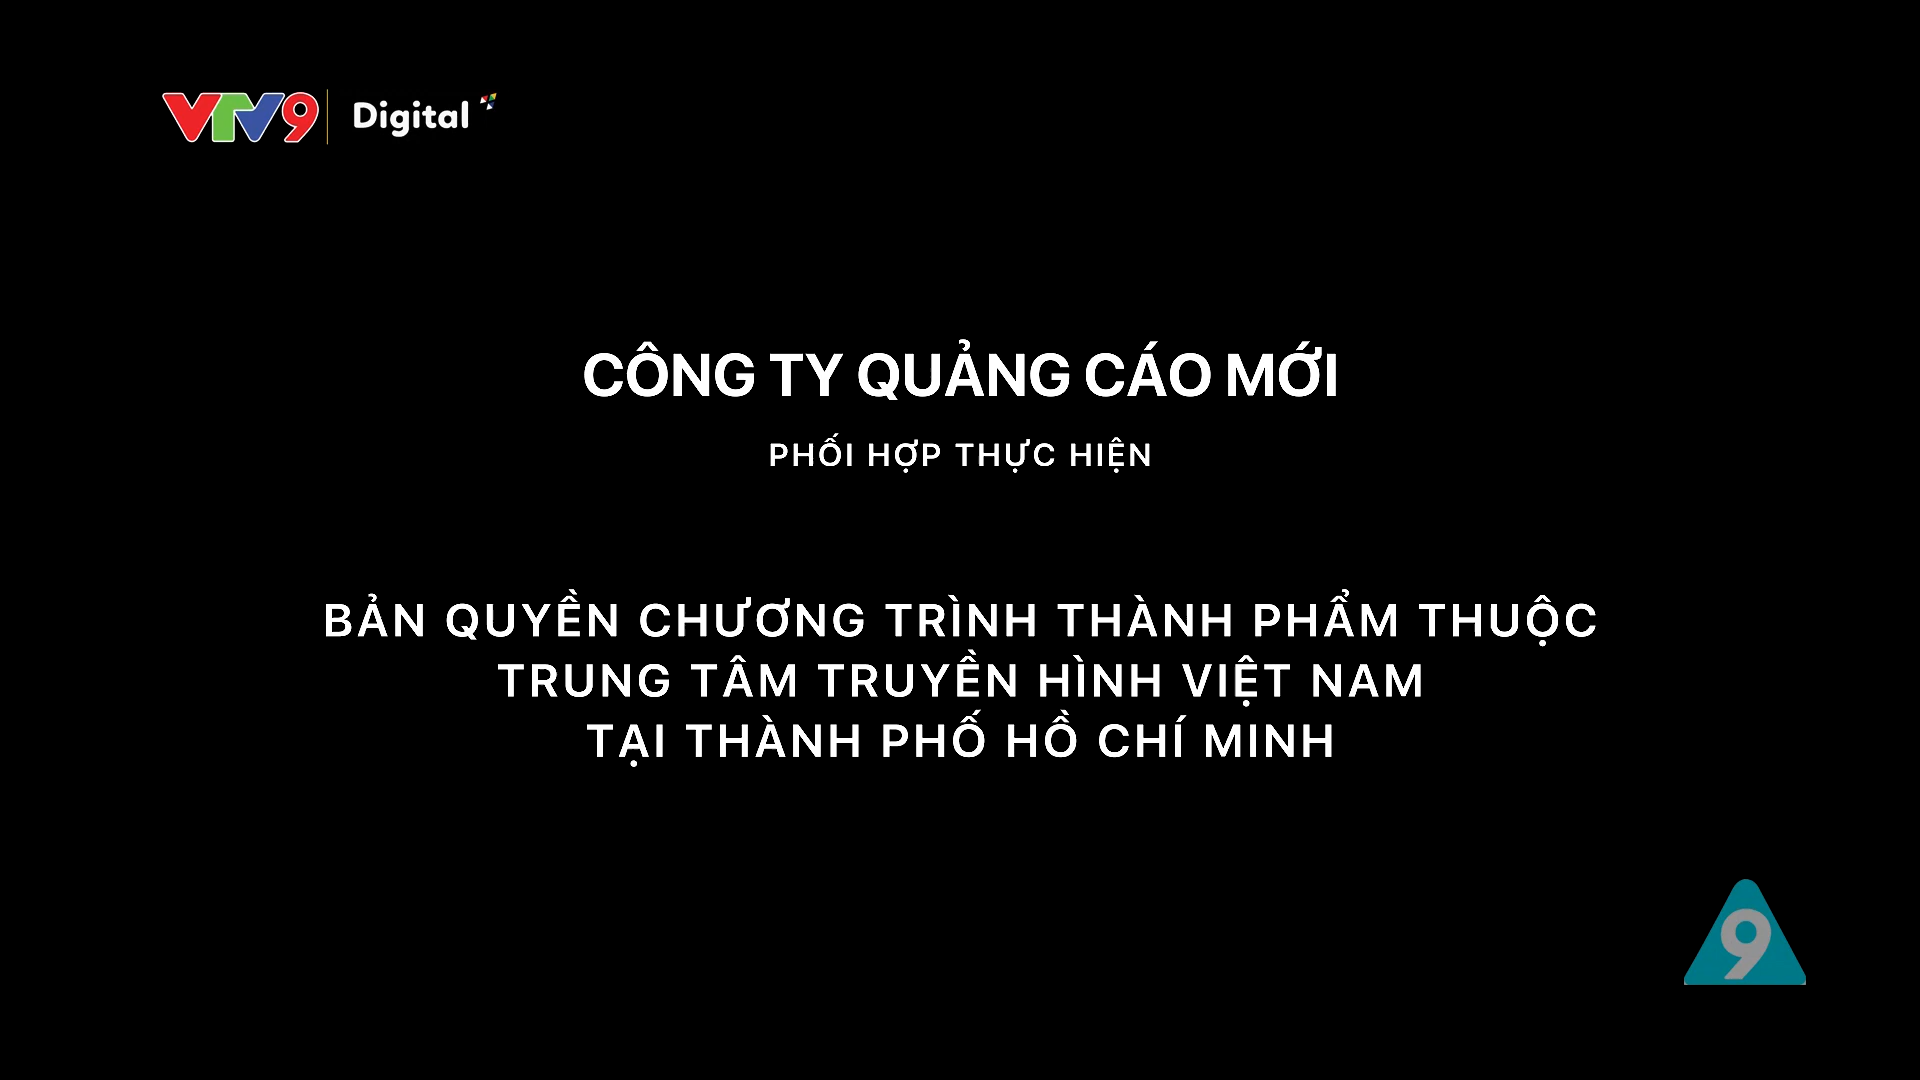 VTV9 Digital
CÔNG TY QUẢNG CÁO MỚI
PHỐI HỢP THỰC HIỆN
BẢN QUYỀN CHƯƠNG TRÌNH THÀNH PHẨM THUỘC
TRUNG TÂM TRUYỀN HÌNH VIỆT NAM
TẠI THÀNH PHỐ HỒ CHÍ MINH
9